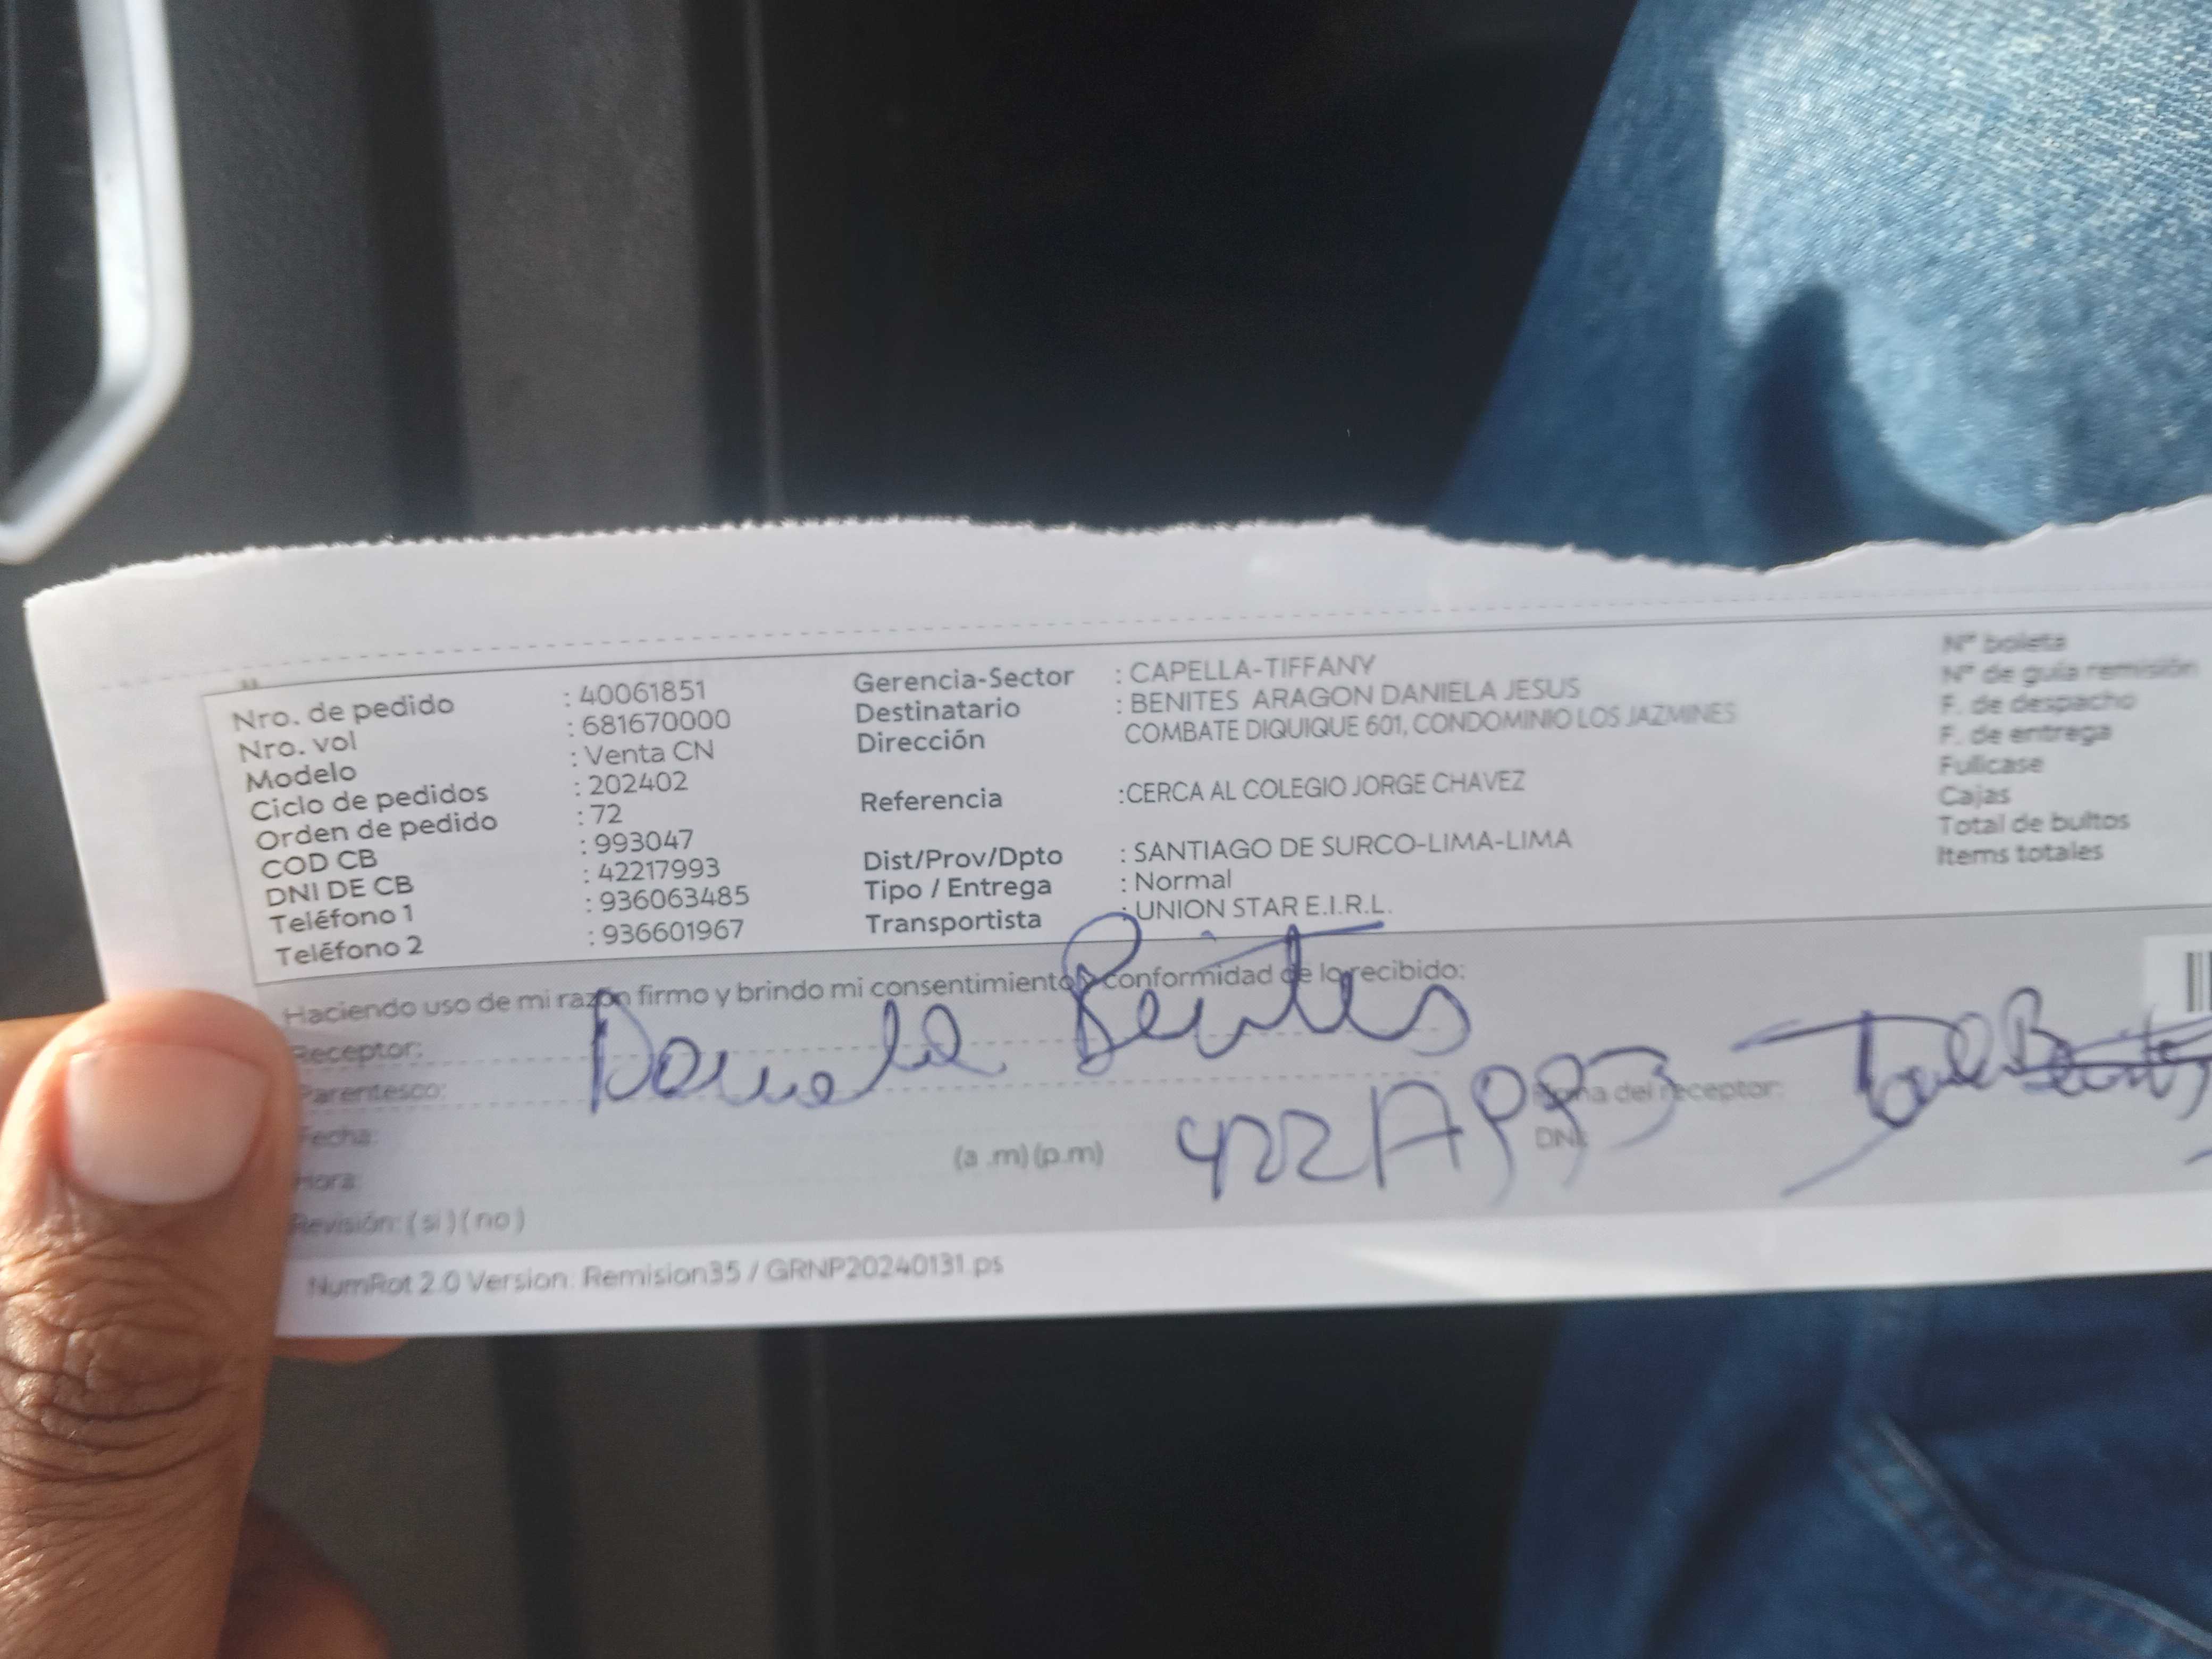 Nro. de pedido : 40061851
Nro. vol : 681670000
Modelo : Venta CN
Ciclo de pedidos : 202402
Orden de pedido : 72
COD CB : 993047
DNI DE CB : 42217993
Teléfono 1 : 936063485
Teléfono 2 : 936601967
Gerencia-Sector : CAPELLA-TIFFANY
Destinatario : BENITES ARAGON DANIELA JESUS
Dirección COMBATE DIQUIQUE 601, CONDOMINIO LOS JAZMINES
Referencia :CERCA AL COLEGIO JORGE CHAVEZ
Dist/Prov/Dpto : SANTIAGO DE SURCO-LIMA-LIMA
Tipo / Entrega : Normal
Transportista : UNION STAR E.I.R.L.
N° boleta
N° de guía remisión
F. de despacho
F. de entrega
Fullcase
Cajas
Total de bultos
Items totales
Haciendo uso de mi razón firmo y brindo mi consentimiento y conformidad de lo recibido:
Receptor: Daniela Benites
Parentesco:
Firma del receptor:
Fecha:
DNI:
Hora: (a .m) (p.m)
Revisión: ( si ) ( no )
NumRot 2.0 Version: Remision35 / GRNP20240131.ps